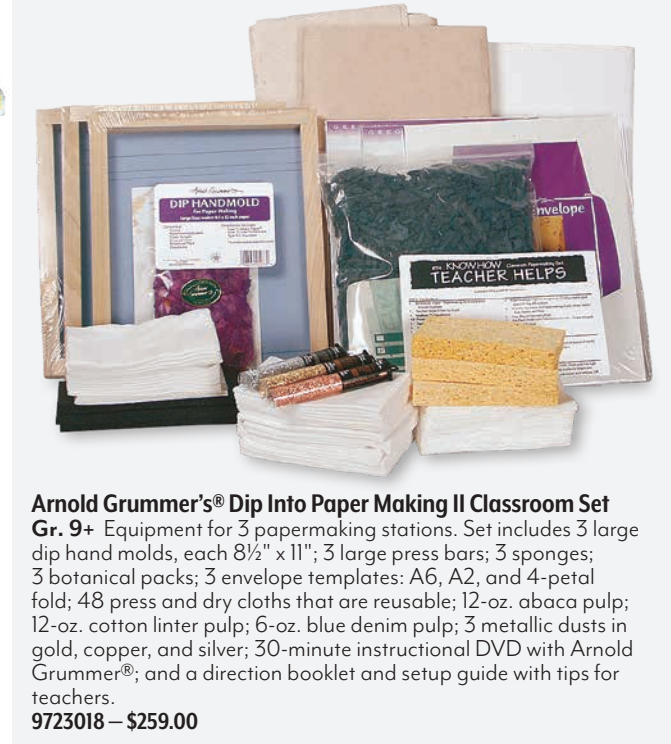 GREE
GREE
Arnold Grummer's
DIP HANDMOLD
for Paper Making
nvelope
KNOWHOW
TEACHER HELPS
Arnold Grummer's® Dip Into Paper Making II Classroom Set
Gr. 9+ Equipment for 3 papermaking stations. Set includes 3 large
dip hand molds, each 8½" x 11"; 3 large press bars; 3 sponges;
3 botanical packs; 3 envelope templates: A6, A2, and 4-petal
fold; 48 press and dry cloths that are reusable; 12-oz. abaca pulp;
12-oz. cotton linter pulp; 6-oz. blue denim pulp; 3 metallic dusts in
gold, copper, and silver; 30-minute instructional DVD with Arnold
Grummer®; and a direction booklet and setup guide with tips for
teachers.
9723018 – $259.00